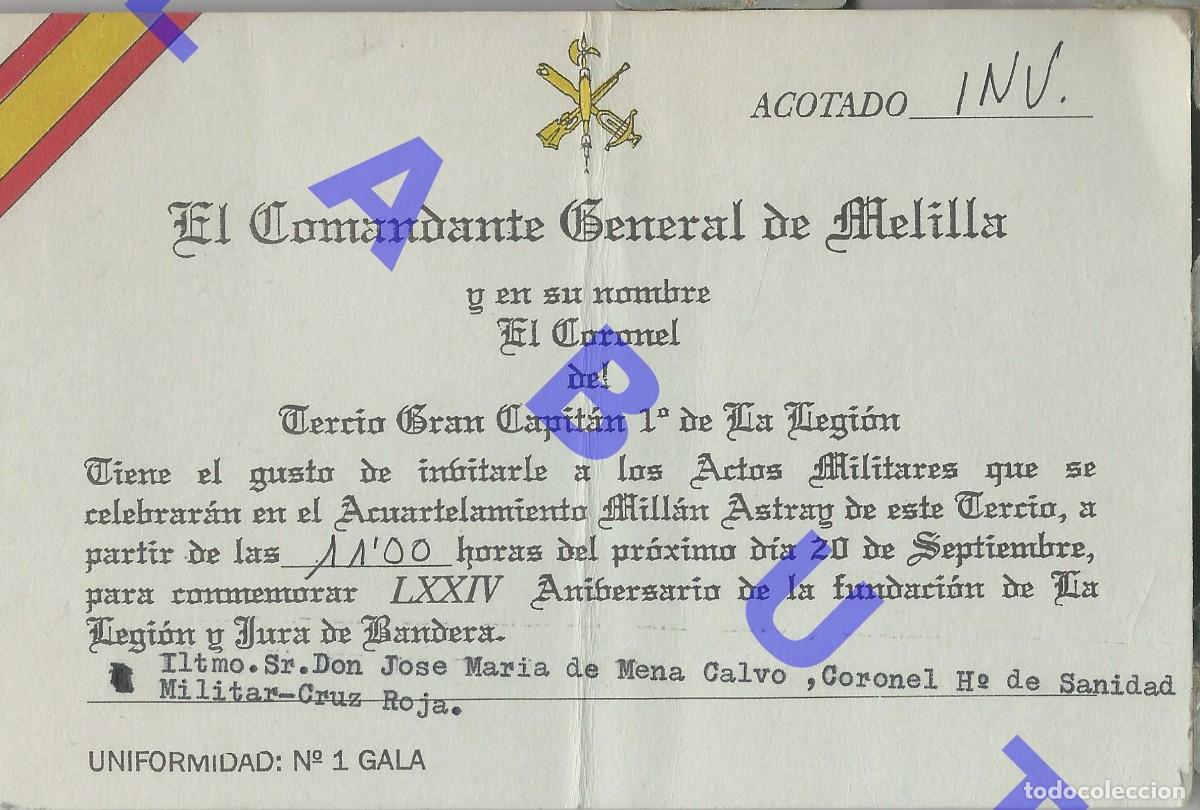 ACOTADO INV.
El Comandante General de Melilla
y en su nombre
El Coronel
del
Tercio Gran Capitán 1º de La Legión
Tiene el gusto de invitarle a los Actos Militares que se
celebrarán en el Acuartelamiento Millán Astray de este Tercio, a
partir de las 11'00 horas del próximo día 20 de Septiembre,
para conmemorar LXXIV Aniversario de la fundación de La
Legión y Jura de Bandera.
Iltmo.Sr.Don Jose Maria de Mena Calvo ,Coronel Hº de Sanidad
Militar-Cruz Roja.
UNIFORMIDAD: Nº 1 GALA
A
B
U
T
todocoleccion